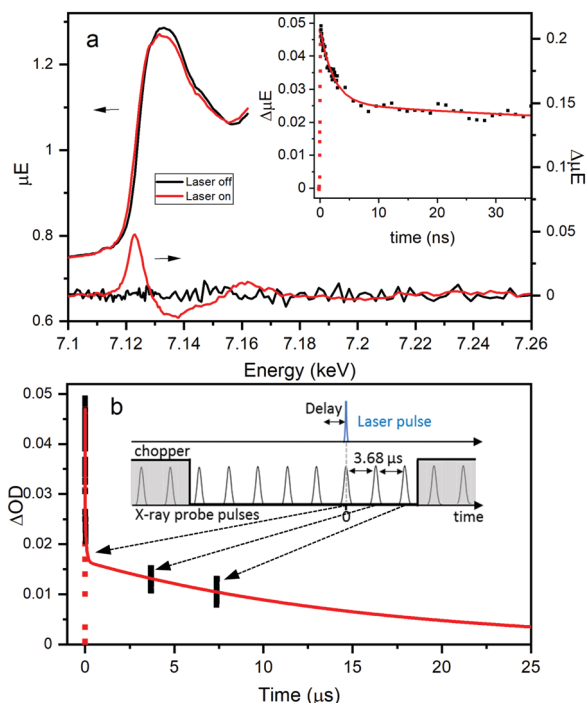 a
1.2
1
0.8
0.6
μE
Laser off
Laser on
0.05
0.04
0.03
0.02
0.01
0
ΔμE
0 10 20 30
time (ns)
0.2
0.15
0.1
0.05
0
ΔμE
7.1 7.12 7.14 7.16 7.18 7.2 7.22 7.24 7.26
Energy (keV)
b
0.05
0.04
0.03
0.02
0.01
0
ΔOD
Delay
Laser pulse
chopper
3.68 μs
X-ray probe pulses
0
time
0 5 10 15 20 25
Time (μs)